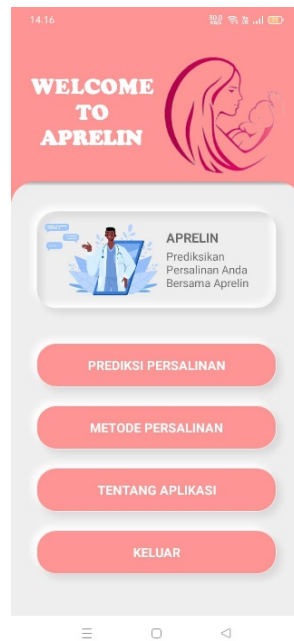 14.16
WELCOME
TO
APRELIN
APRELIN
Prediksikan
Persalinan Anda
Bersama Aprelin
PREDIKSI PERSALINAN
METODE PERSALINAN
TENTANG APLIKASI
KELUAR